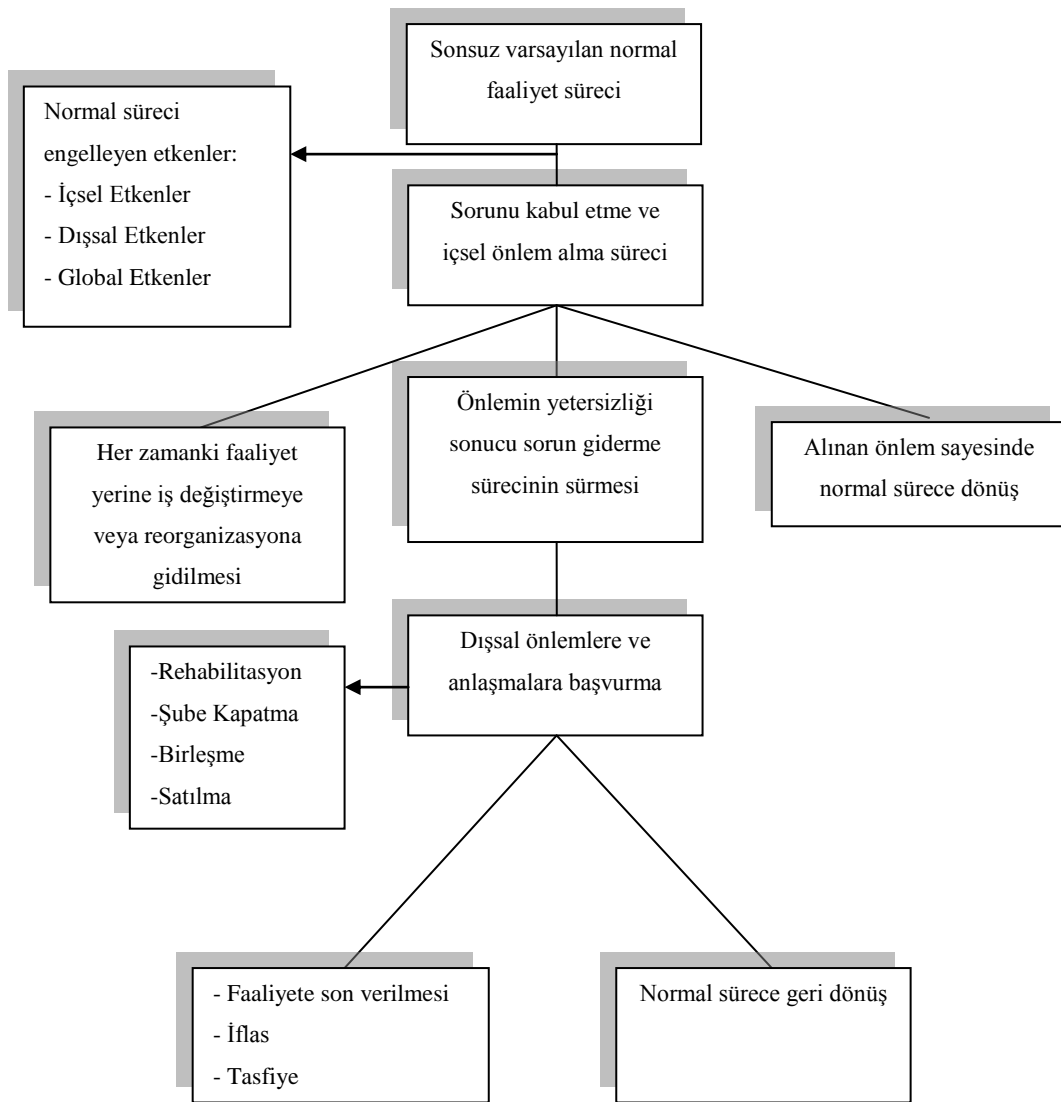 Sonsuz varsayılan normal
faaliyet süreci
Normal süreci
engelleyen etkenler:
- İçsel Etkenler
- Dışsal Etkenler
- Global Etkenler
Sorunu kabul etme ve
içsel önlem alma süreci
Her zamanki faaliyet
yerine iş değiştirmeye
veya reorganizasyona
gidilmesi
Önlemin yetersizliği
sonucu sorun giderme
sürecinin sürmesi
Alınan önlem sayesinde
normal sürece dönüş
Dışsal önlemlere ve
anlaşmalara başvurma
-Rehabilitasyon
-Şube Kapatma
-Birleşme
-Satılma
- Faaliyete son verilmesi
- İflas
- Tasfiye
Normal sürece geri dönüş